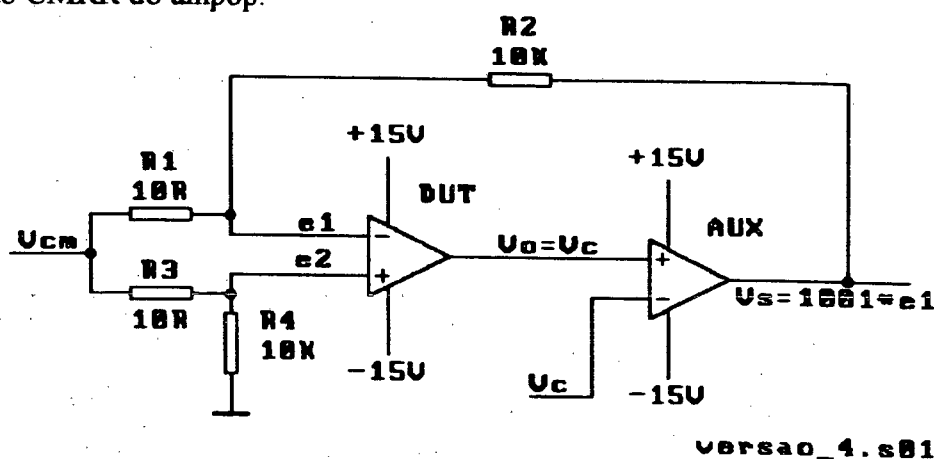 CMRR do ampop.
R2
10K
+15V
+15V
R1
10R
DUT
AUX
e1
Vcm
Vo=Vc
e2
R3
10R
Vs=1001*e1
R4
10K
-15V
Vc
-15V
versao_4.s01